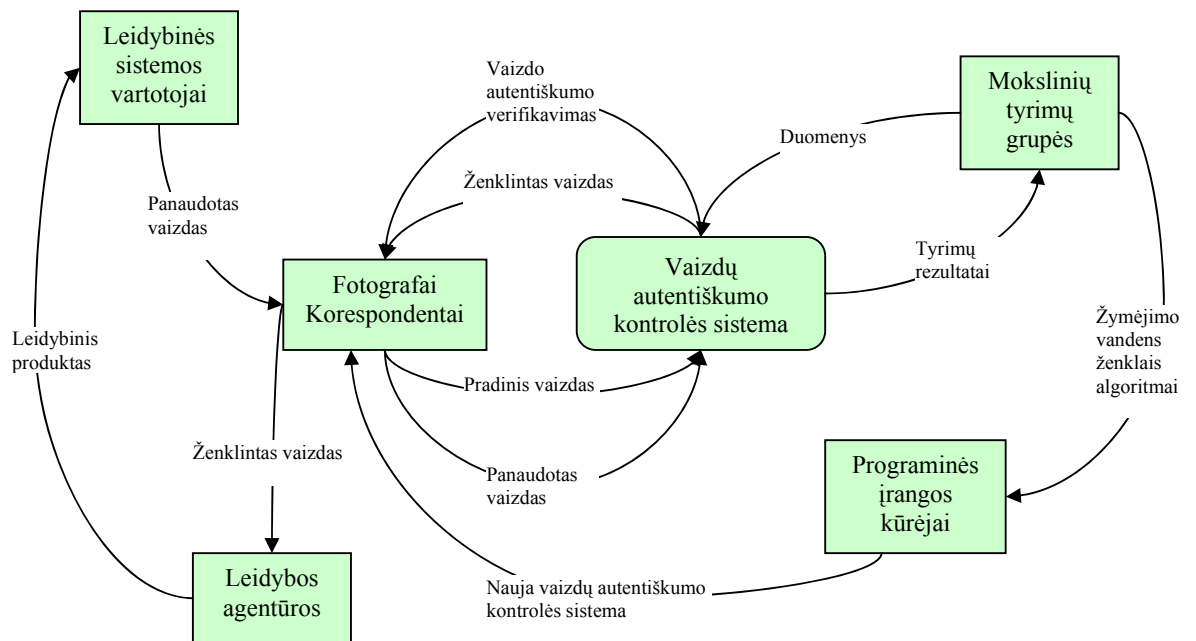 Leidybinės
sistemos
vartotojai
Vaizdo
autentiškumo
verifikavimas
Mokslinių
tyrimų
grupės
Duomenys
Ženklintas vaizdas
Panaudotas
vaizdas
Tyrimų
rezultatai
Vaizdų
autentiškumo
kontrolės sistema
Fotografai
Korespondentai
Leidybinis
produktas
Žymėjimo
vandens
ženklais
algoritmai
Pradinis vaizdas
Ženklintas vaizdas
Panaudotas
vaizdas
Programinės
įrangos
kūrėjai
Leidybos
agentūros
Nauja vaizdų autentiškumo
kontrolės sistema